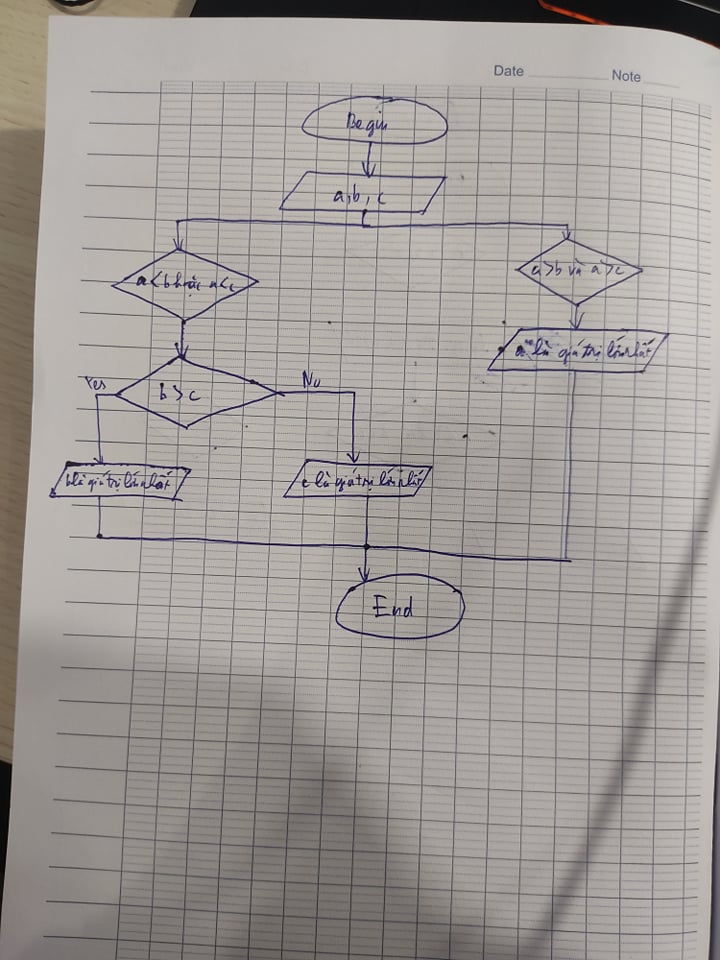 Date Note
Begin
a, b, c
a < b hoặc a < c
a > b và a > c
a là giá trị lớn nhất
b > c
Yes
No
b là giá trị lớn nhất
c là giá trị lớn nhất
End